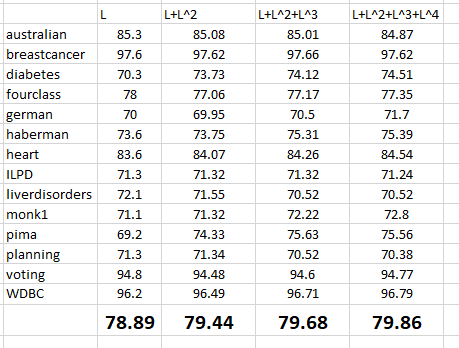 L L+L^2 L+L^2+L^3 L+L^2+L^3+L^4
australian 85.3 85.08 85.01 84.87
breastcancer 97.6 97.62 97.66 97.62
diabetes 70.3 73.73 74.12 74.51
fourclass 78 77.06 77.17 77.35
german 70 69.95 70.5 71.7
haberman 73.6 73.75 75.31 75.39
heart 83.6 84.07 84.26 84.54
ILPD 71.3 71.32 71.32 71.24
liverdisorders 72.1 71.55 70.52 70.52
monk1 71.1 71.32 72.22 72.8
pima 69.2 74.33 75.63 75.56
planning 71.3 71.34 70.52 70.38
voting 94.8 94.48 94.6 94.77
WDBC 96.2 96.49 96.71 96.79
78.89 79.44 79.68 79.86